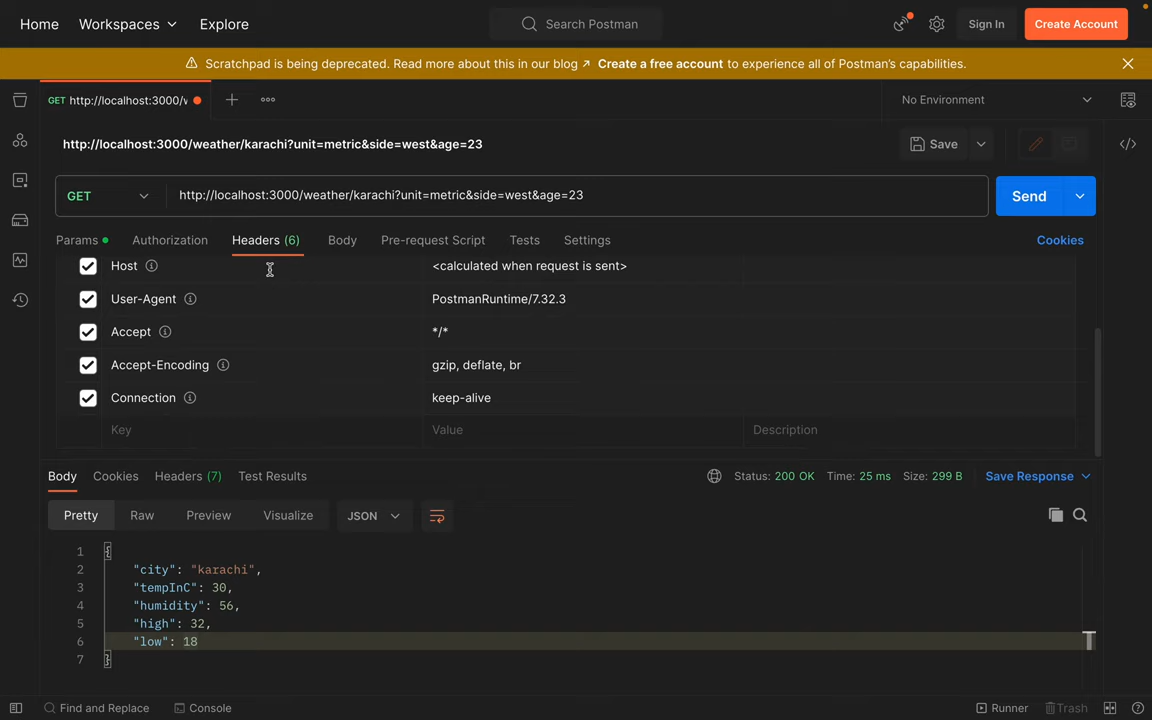 Home Workspaces Explore Search Postman Sign In Create Account
Scratchpad is being deprecated. Read more about this in our blog ↗ Create a free account to experience all of Postman's capabilities.
GET http://localhost:3000/w No Environment
http://localhost:3000/weather/karachi?unit=metric&side=west&age=23 Save
GET http://localhost:3000/weather/karachi?unit=metric&side=west&age=23 Send
Params Authorization Headers (6) Body Pre-request Script Tests Settings Cookies
Host <calculated when request is sent>
User-Agent PostmanRuntime/7.32.3
Accept */*
Accept-Encoding gzip, deflate, br
Connection keep-alive
Key Value Description
Body Cookies Headers (7) Test Results Status: 200 OK Time: 25 ms Size: 299 B Save Response
Pretty Raw Preview Visualize JSON
1 {
2 "city": "karachi",
3 "tempInC": 30,
4 "humidity": 56,
5 "high": 32,
6 "low": 18
7 }
Find and Replace Console Runner Trash